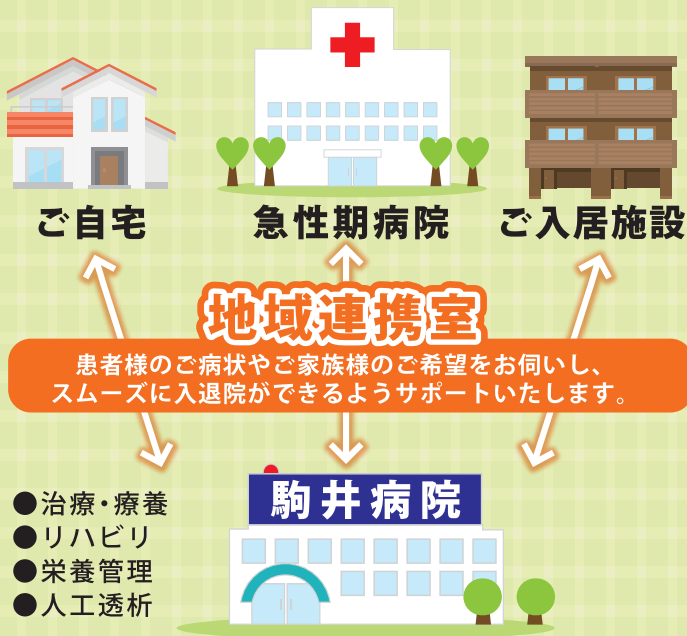 ご自宅
急性期病院
ご入居施設
地域連携室
患者様のご病状やご家族様のご希望をお伺いし、
スムーズに入退院ができるようサポートいたします。
駒井病院
●治療・療養
●リハビリ
●栄養管理
●人工透析